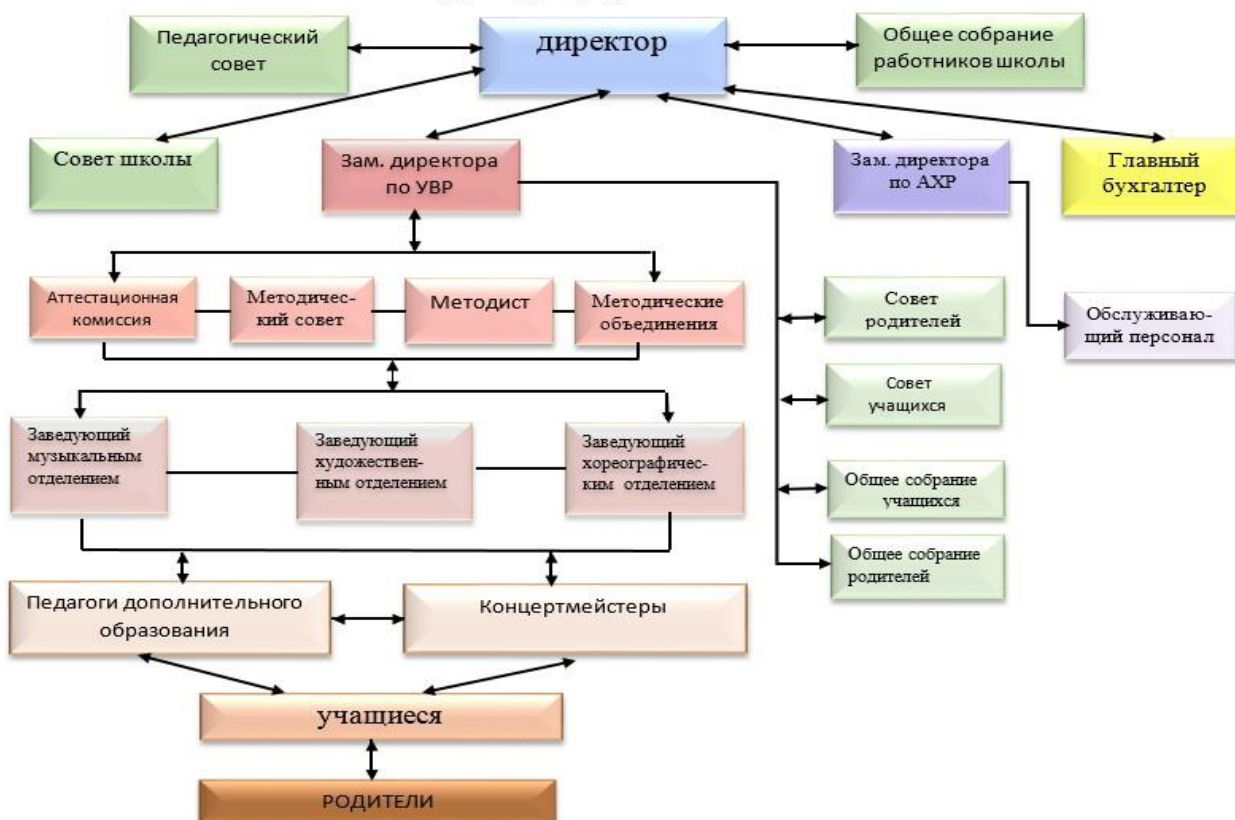 Педагогический
совет
директор
Общее собрание
работников школы
Совет школы
Зам. директора
по УВР
Зам. директора
по АХР
Главный
бухгалтер
Аттестационная
комиссия
Методичес-
кий совет
Методист
Методические
объединения
Совет
родителей
Обслуживаю-
щий персонал
Совет
учащихся
Заведующий
музыкальным
отделением
Заведующий
художествен-
ным отделением
Заведующий
хореографичес-
ким отделением
Общее собрание
учащихся
Общее собрание
родителей
Педагоги дополнительного
образования
Концертмейстеры
учащиеся
РОДИТЕЛИ